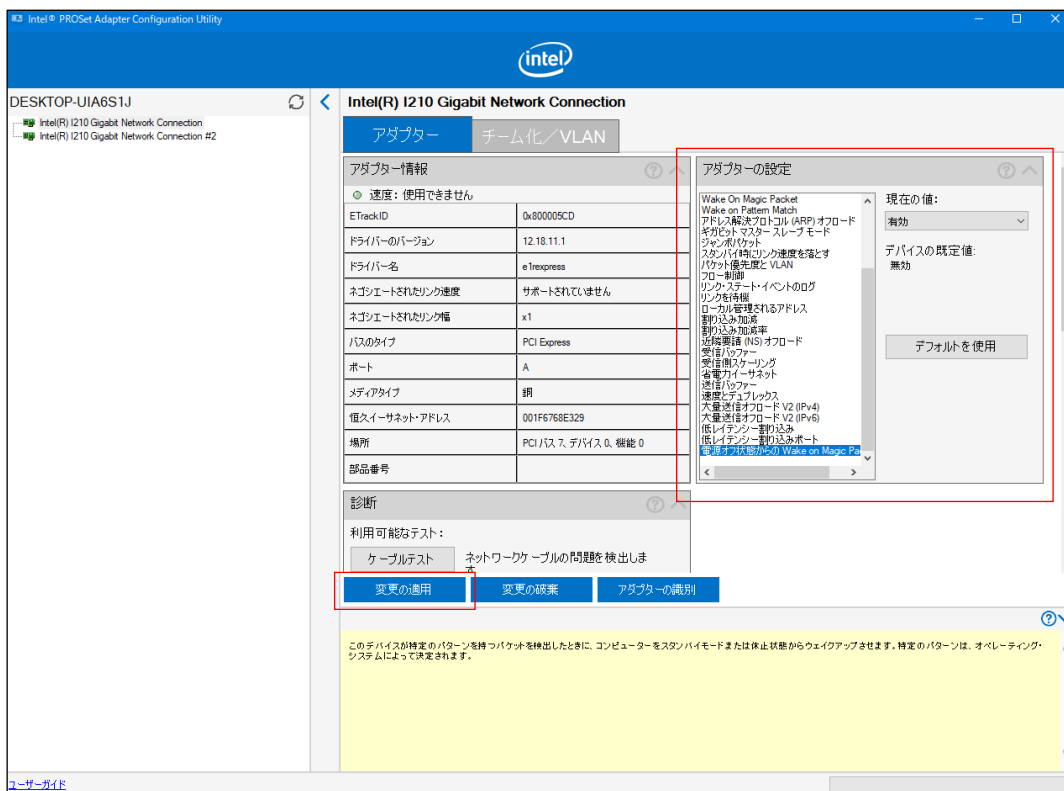 Intel® PROSet Adapter Configuration Utility
intel
DESKTOP-UIA6S1J
Intel(R) I210 Gigabit Network Connection
Intel(R) I210 Gigabit Network Connection #2
Intel(R) I210 Gigabit Network Connection
アダプター
チーム化／VLAN
アダプター情報
速度: 使用できません
ETrackID 0x800005CD
ドライバーのバージョン 12.18.11.1
ドライバー名 e1rexpress
ネゴシエートされたリンク速度 サポートされていません
ネゴシエートされたリンク幅 x1
バスのタイプ PCI Express
ポート A
メディアタイプ 銅
恒久イーサネット・アドレス 001F6768E329
場所 PCI バス 7、デバイス 0、機能 0
部品番号
診断
利用可能なテスト:
ケーブルテスト
ネットワークケーブルの問題を検出しま
す
アダプターの設定
Wake On Magic Packet
Wake on Pattern Match
アドレス解決プロトコル (ARP) オフロード
ギガビット マスター スレーブ モード
ジャンボパケット
スタンバイ時にリンク速度を落とす
パケット優先度と VLAN
フロー制御
リンク・ステート・イベントのログ
リンクを待機
ローカル管理されるアドレス
割り込み加減
割り込み加減率
近隣要請 (NS) オフロード
受信バッファー
受信側スケーリング
省電力イーサネット
送信バッファー
速度とデュプレックス
大量送信オフロード V2 (IPv4)
大量送信オフロード V2 (IPv6)
低レイテンシー割り込み
低レイテンシー割り込みポート
電源オフ状態からの Wake on Magic Pa
現在の値:
有効
デバイスの既定値:
無効
デフォルトを使用
変更の適用
変更の破棄
アダプターの識別
このデバイスが特定のパターンを持つパケットを検出したときに、コンピューターをスタンバイモードまたは休止状態からウェイクアップさせます。特定のパターンは、オペレーティング・
システムによって決定されます。
ユーザーガイド